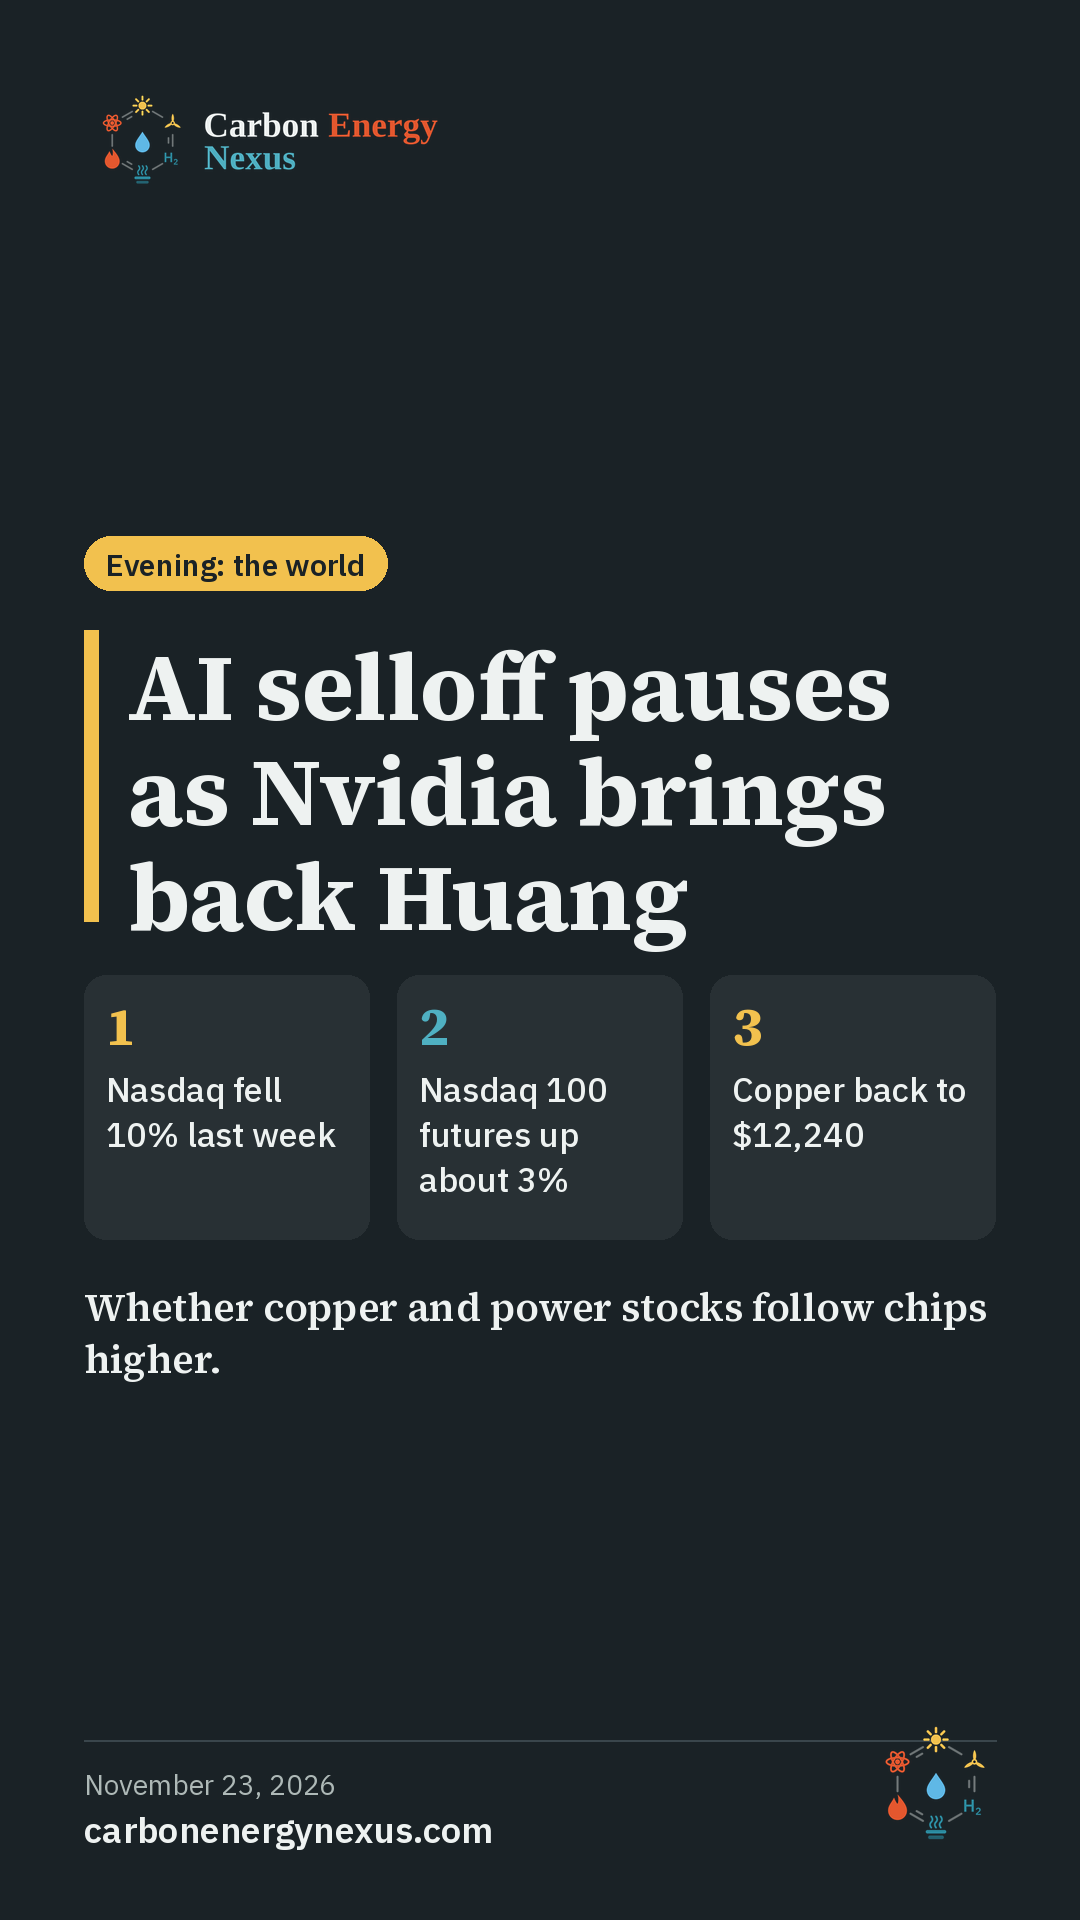 Carbon Energy
Nexus
H₂
Evening: the world
AI selloff pauses
as Nvidia brings
back Huang
1
Nasdaq fell
10% last week
2
Nasdaq 100
futures up
about 3%
3
Copper back to
$12,240
Whether copper and power stocks follow chips
higher.
November 23, 2026
carbonenergynexus.com
H₂